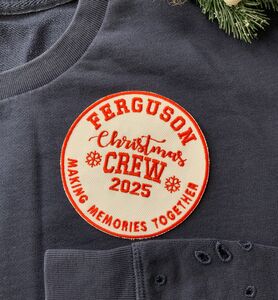 FERGUSON
Christmas
CREW
2025
MAKING MEMORIES TOGETHER